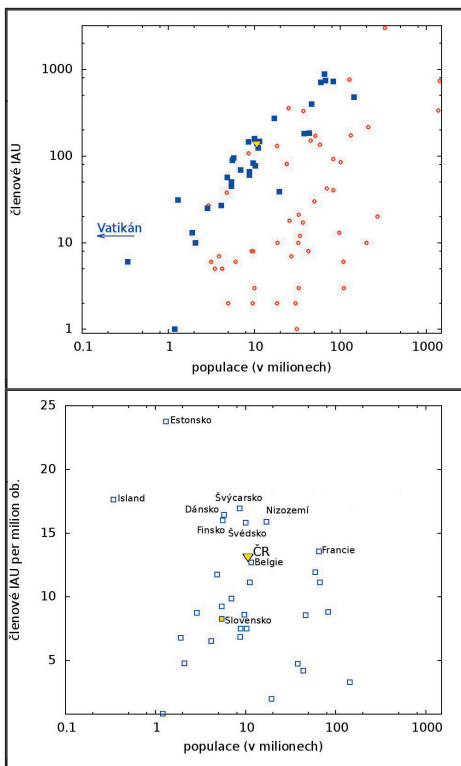 členové IAU
1000
100
10
1
Vatikán
0.1
1
10
100
1000
populace (v milionech)
členové IAU per milion ob.
25
20
15
10
5
Estonsko
Island
Švýcarsko
Dánsko
Nizozemí
Finsko
Švédsko
ČR
Francie
Belgie
Slovensko
0.1
1
10
100
1000
populace (v milionech)